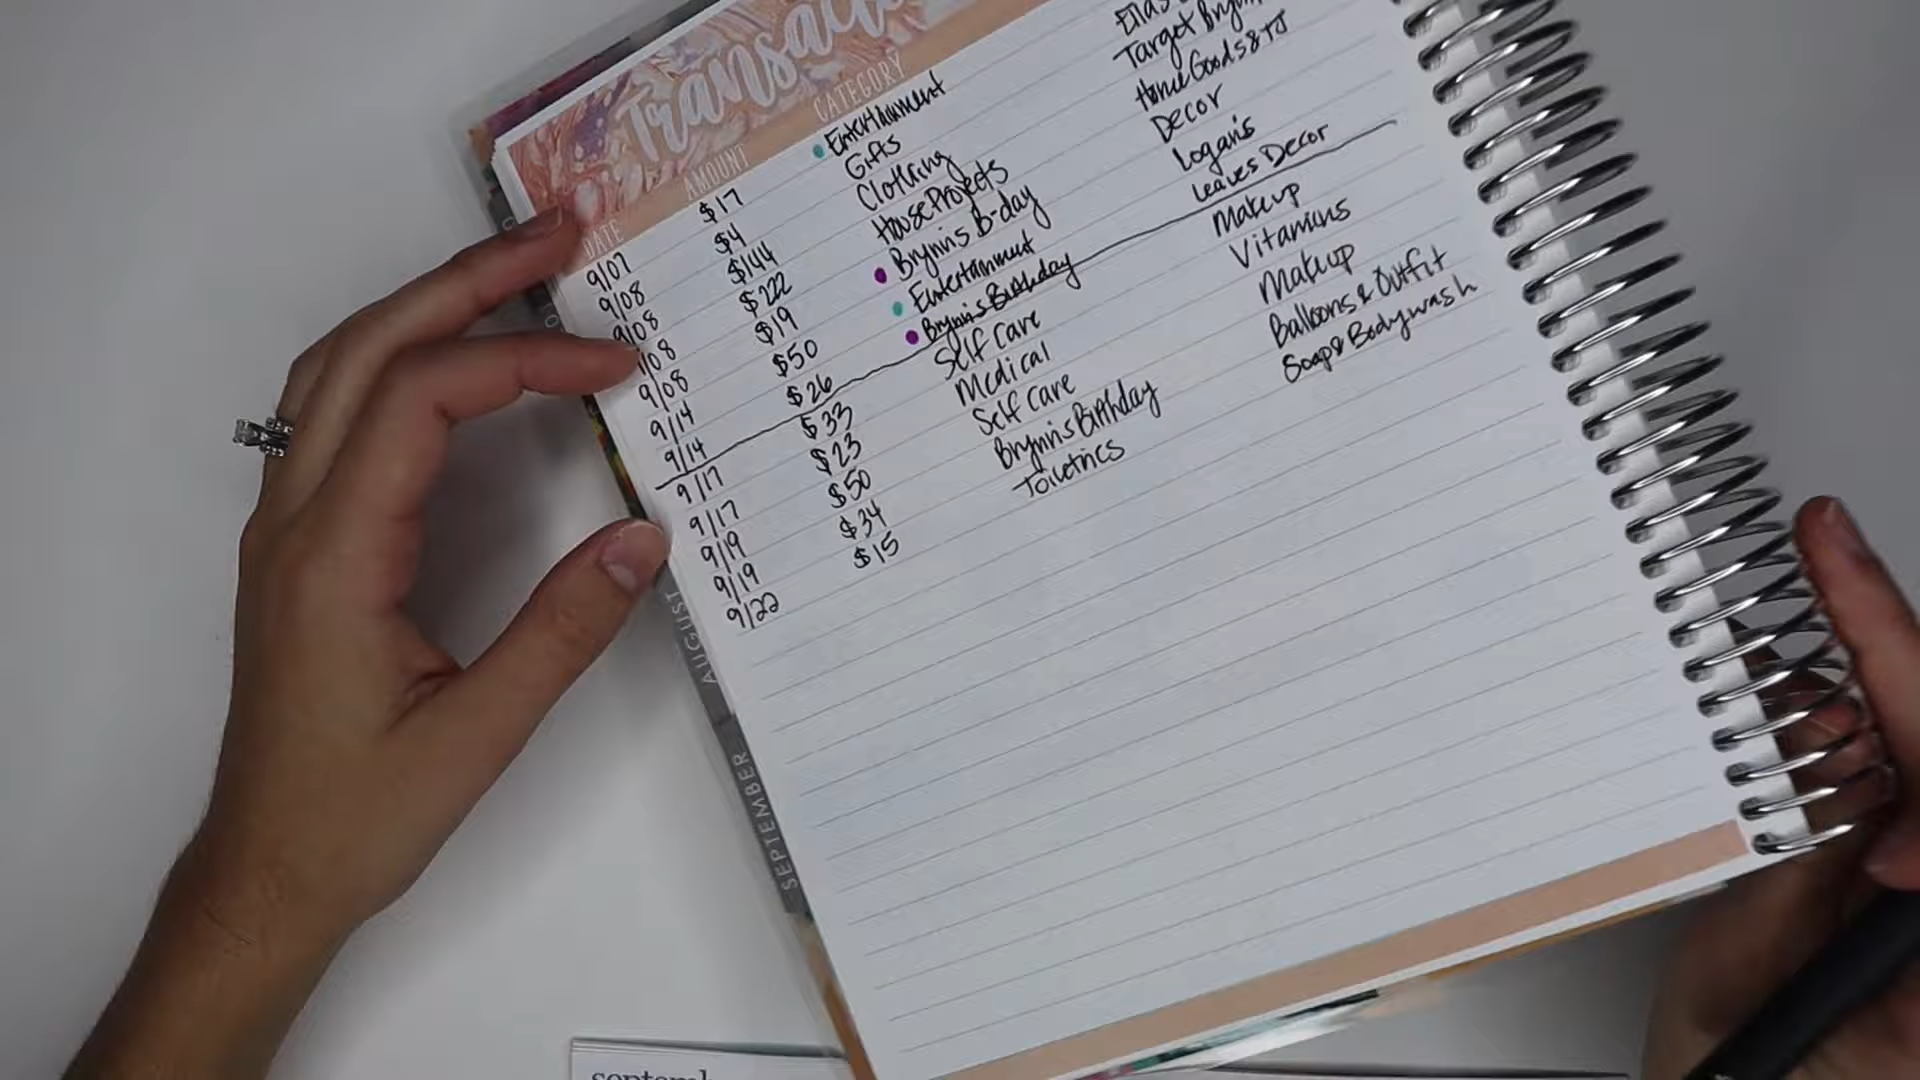 Transac
DATE AMOUNT CATEGORY
9/07 $17 Entertainment
9/08 $4 Gifts Ellas
9/08 $144 Clothing Target
/08 $222 House Projects HomeGoods & TJ
9/08 $19 Brynn's B-day Decor
9/14 $50 Entertainment Logan's
9/14 $26 Brynn's Birthday Leaves Decor
9/17 $33 Self Care Makeup
9/17 $23 Medical Vitamins
9/19 $50 Self Care Makeup
9/19 $34 Brynn's Birthday Balloons & Outfit
9/22 $15 Toiletries Soap & Bodywash
AUGUST
SEPTEMBER
septemb